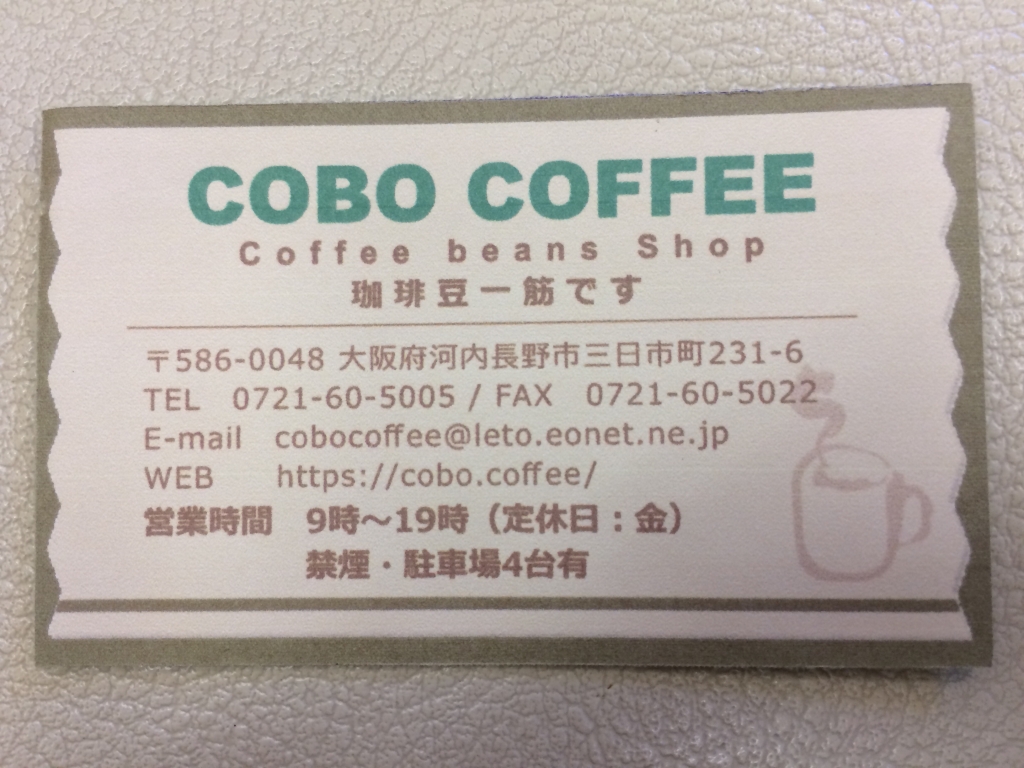 COBO COFFEE
Coffee beans Shop
珈琲豆一筋です
〒586-0048 大阪府河内長野市三日市町231-6
TEL 0721-60-5005 / FAX 0721-60-5022
E-mail cobocoffee@leto.eonet.ne.jp
WEB https://cobo.coffee/
営業時間 9時～19時（定休日：金）
禁煙・駐車場4台有